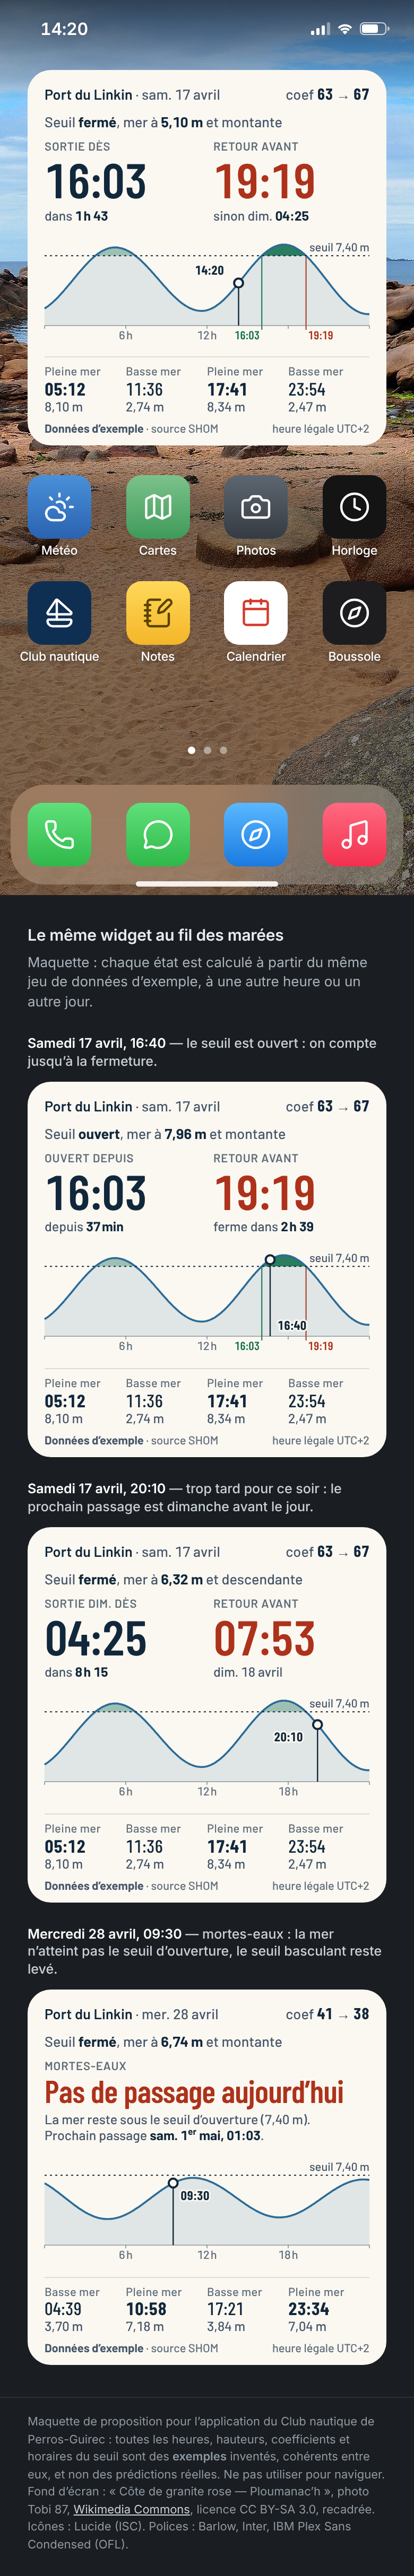 14:20
Port du Linkin · sam. 17 avril coef 63 → 67
Seuil fermé, mer à 5,10 m et montante
SORTIE DÈS RETOUR AVANT
16:03 19:19
dans 1 h 43 sinon dim. 04:25
seuil 7,40 m
14:20
6 h 12 h 16:03 19:19
Pleine mer Basse mer Pleine mer Basse mer
05:12 11:36 17:41 23:54
8,10 m 2,74 m 8,34 m 2,47 m
Données d’exemple · source SHOM heure légale UTC+2
Météo Cartes Photos Horloge
Club nautique Notes Calendrier Boussole
Le même widget au fil des marées
Maquette : chaque état est calculé à partir du même
jeu de données d’exemple, à une autre heure ou un
autre jour.
Samedi 17 avril, 16:40 — le seuil est ouvert : on compte
jusqu’à la fermeture.
Port du Linkin · sam. 17 avril coef 63 → 67
Seuil ouvert, mer à 7,96 m et montante
OUVERT DEPUIS RETOUR AVANT
16:03 19:19
depuis 37 min ferme dans 2 h 39
seuil 7,40 m
16:40
6 h 12 h 16:03 19:19
Pleine mer Basse mer Pleine mer Basse mer
05:12 11:36 17:41 23:54
8,10 m 2,74 m 8,34 m 2,47 m
Données d’exemple · source SHOM heure légale UTC+2
Samedi 17 avril, 20:10 — trop tard pour ce soir : le
prochain passage est dimanche avant le jour.
Port du Linkin · sam. 17 avril coef 63 → 67
Seuil fermé, mer à 6,32 m et descendante
SORTIE DIM. DÈS RETOUR AVANT
04:25 07:53
dans 8 h 15 dim. 18 avril
seuil 7,40 m
20:10
6 h 12 h 18 h
Pleine mer Basse mer Pleine mer Basse mer
05:12 11:36 17:41 23:54
8,10 m 2,74 m 8,34 m 2,47 m
Données d’exemple · source SHOM heure légale UTC+2
Mercredi 28 avril, 09:30 — mortes-eaux : la mer
n’atteint pas le seuil d’ouverture, le seuil basculant reste
levé.
Port du Linkin · mer. 28 avril coef 41 → 38
Seuil fermé, mer à 6,74 m et montante
MORTES-EAUX
Pas de passage aujourd’hui
La mer reste sous le seuil d’ouverture (7,40 m).
Prochain passage sam. 1er mai, 01:03.
seuil 7,40 m
09:30
6 h 12 h 18 h
Basse mer Pleine mer Basse mer Pleine mer
04:39 10:58 17:21 23:34
3,70 m 7,18 m 3,84 m 7,04 m
Données d’exemple · source SHOM heure légale UTC+2
Maquette de proposition pour l’application du Club nautique de
Perros-Guirec : toutes les heures, hauteurs, coefficients et
horaires du seuil sont des exemples inventés, cohérents entre
eux, et non des prédictions réelles. Ne pas utiliser pour naviguer.
Fond d’écran : « Côte de granite rose — Ploumanac’h », photo
Tobi 87, Wikimedia Commons, licence CC BY-SA 3.0, recadrée.
Icônes : Lucide (ISC). Polices : Barlow, Inter, IBM Plex Sans
Condensed (OFL).